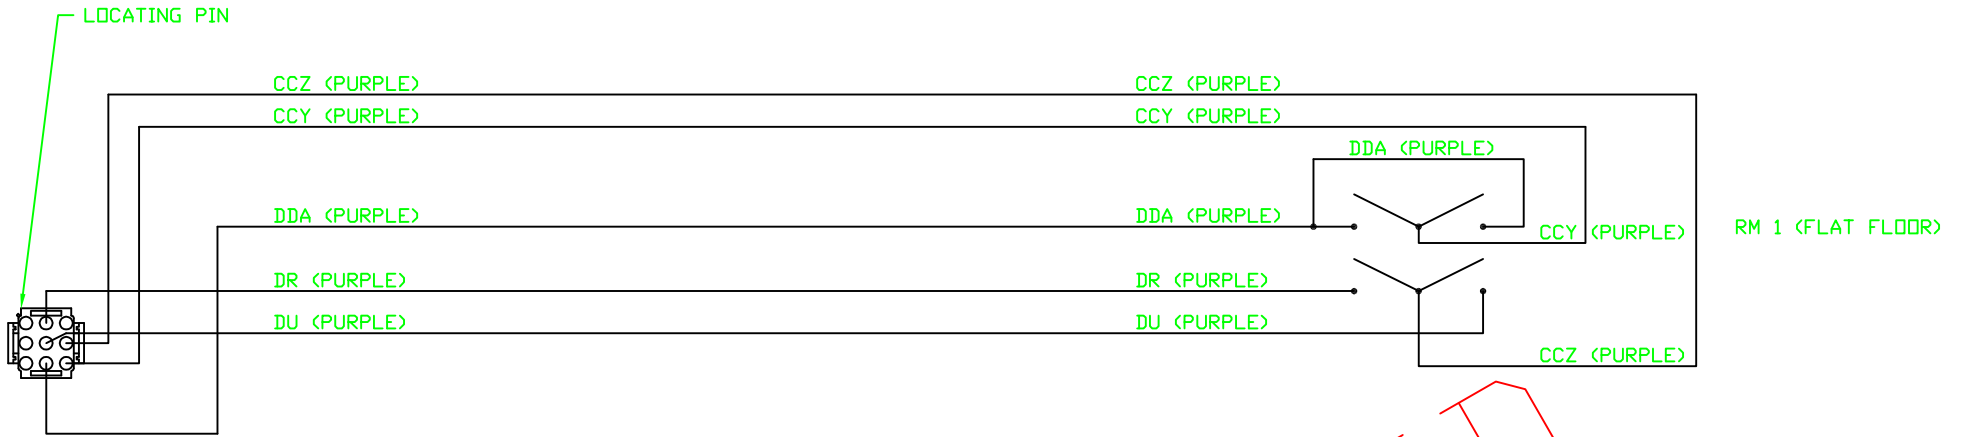 LOCATING PIN
CCZ (PURPLE) CCZ (PURPLE)
CCY (PURPLE) CCY (PURPLE)
DDA (PURPLE)
DDA (PURPLE) DDA (PURPLE)
CCY (PURPLE) RM 1 (FLAT FLOOR)
DR (PURPLE) DR (PURPLE)
DU (PURPLE) DU (PURPLE)
CCZ (PURPLE)